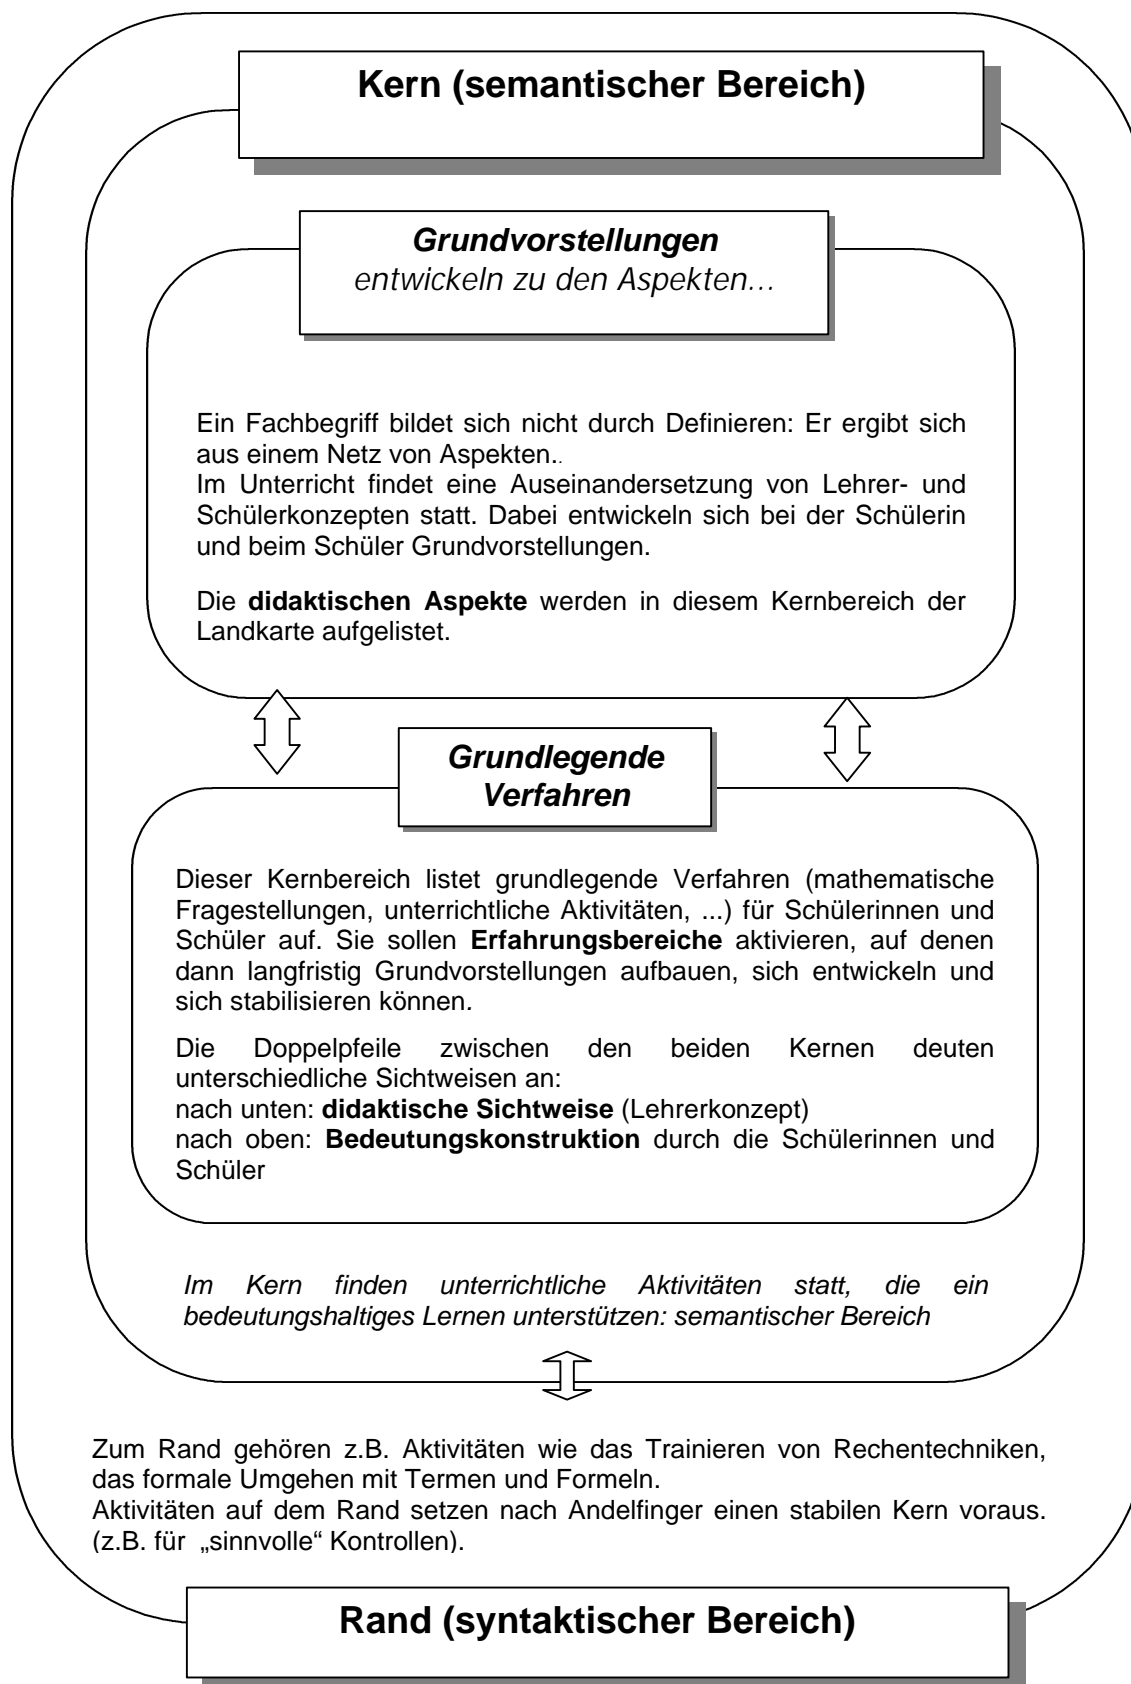 Kern (semantischer Bereich)
Grundvorstellungen
entwickeln zu den Aspekten...
Ein Fachbegriff bildet sich nicht durch Definieren: Er ergibt sich
aus einem Netz von Aspekten..
Im Unterricht findet eine Auseinandersetzung von Lehrer- und
Schülerkonzepten statt. Dabei entwickeln sich bei der Schülerin
und beim Schüler Grundvorstellungen.
Die didaktischen Aspekte werden in diesem Kernbereich der
Landkarte aufgelistet.
Grundlegende
Verfahren
Dieser Kernbereich listet grundlegende Verfahren (mathematische
Fragestellungen, unterrichtliche Aktivitäten, ...) für Schülerinnen und
Schüler auf. Sie sollen Erfahrungsbereiche aktivieren, auf denen
dann langfristig Grundvorstellungen aufbauen, sich entwickeln und
sich stabilisieren können.
Die Doppelpfeile zwischen den beiden Kernen deuten
unterschiedliche Sichtweisen an:
nach unten: didaktische Sichtweise (Lehrerkonzept)
nach oben: Bedeutungskonstruktion durch die Schülerinnen und
Schüler
Im Kern finden unterrichtliche Aktivitäten statt, die ein
bedeutungshaltiges Lernen unterstützen: semantischer Bereich
Zum Rand gehören z.B. Aktivitäten wie das Trainieren von Rechentechniken,
das formale Umgehen mit Termen und Formeln.
Aktivitäten auf dem Rand setzen nach Andelfinger einen stabilen Kern voraus.
(z.B. für „sinnvolle“ Kontrollen).
Rand (syntaktischer Bereich)